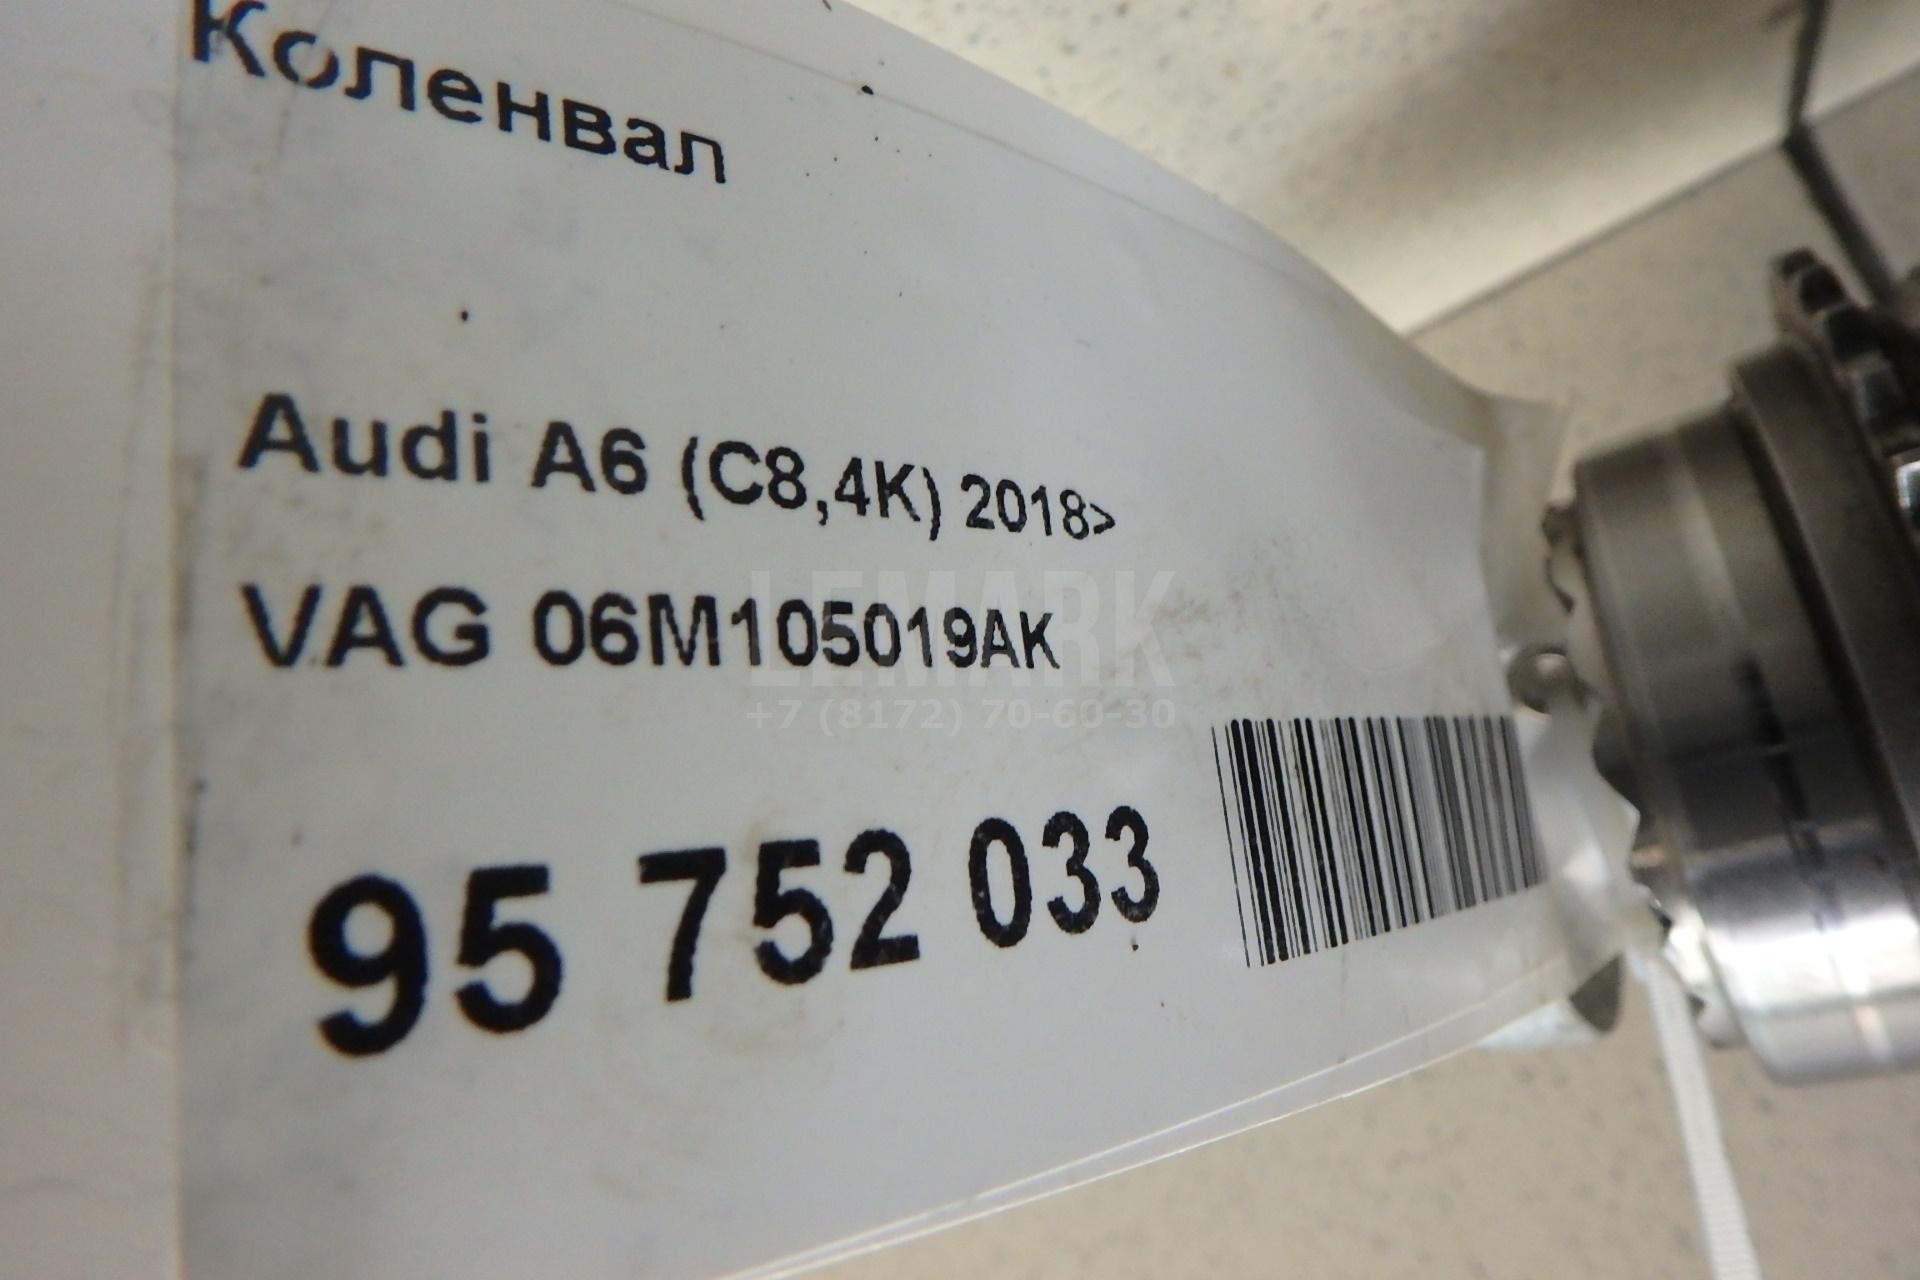 Коленвал
Audi A6 (C8,4K) 2018>
VAG 06M105019AK
LEMARK
+7 (8172) 70-60-30
95 752 033